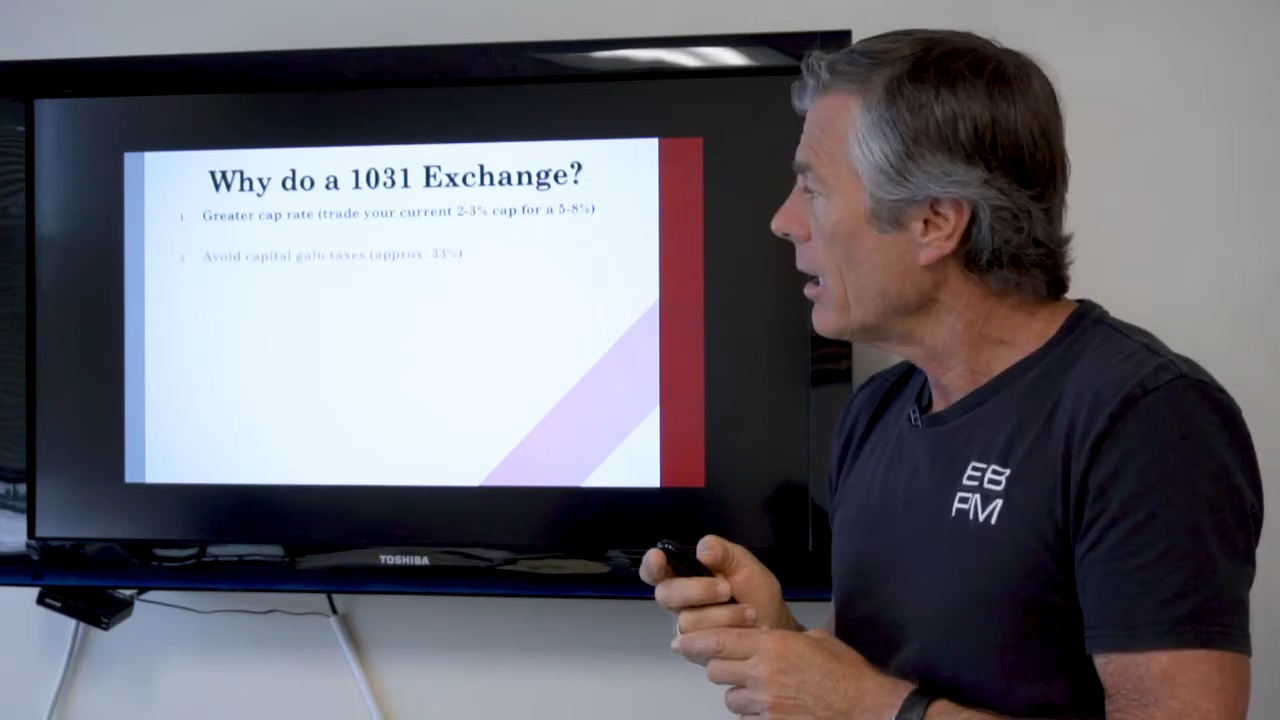 Why do a 1031 Exchange?
1. Greater cap rate (trade your current 2-3% cap for a 5-8%)
2. Avoid capital gain taxes (approx. 33%)
TOSHIBA
EB
PM